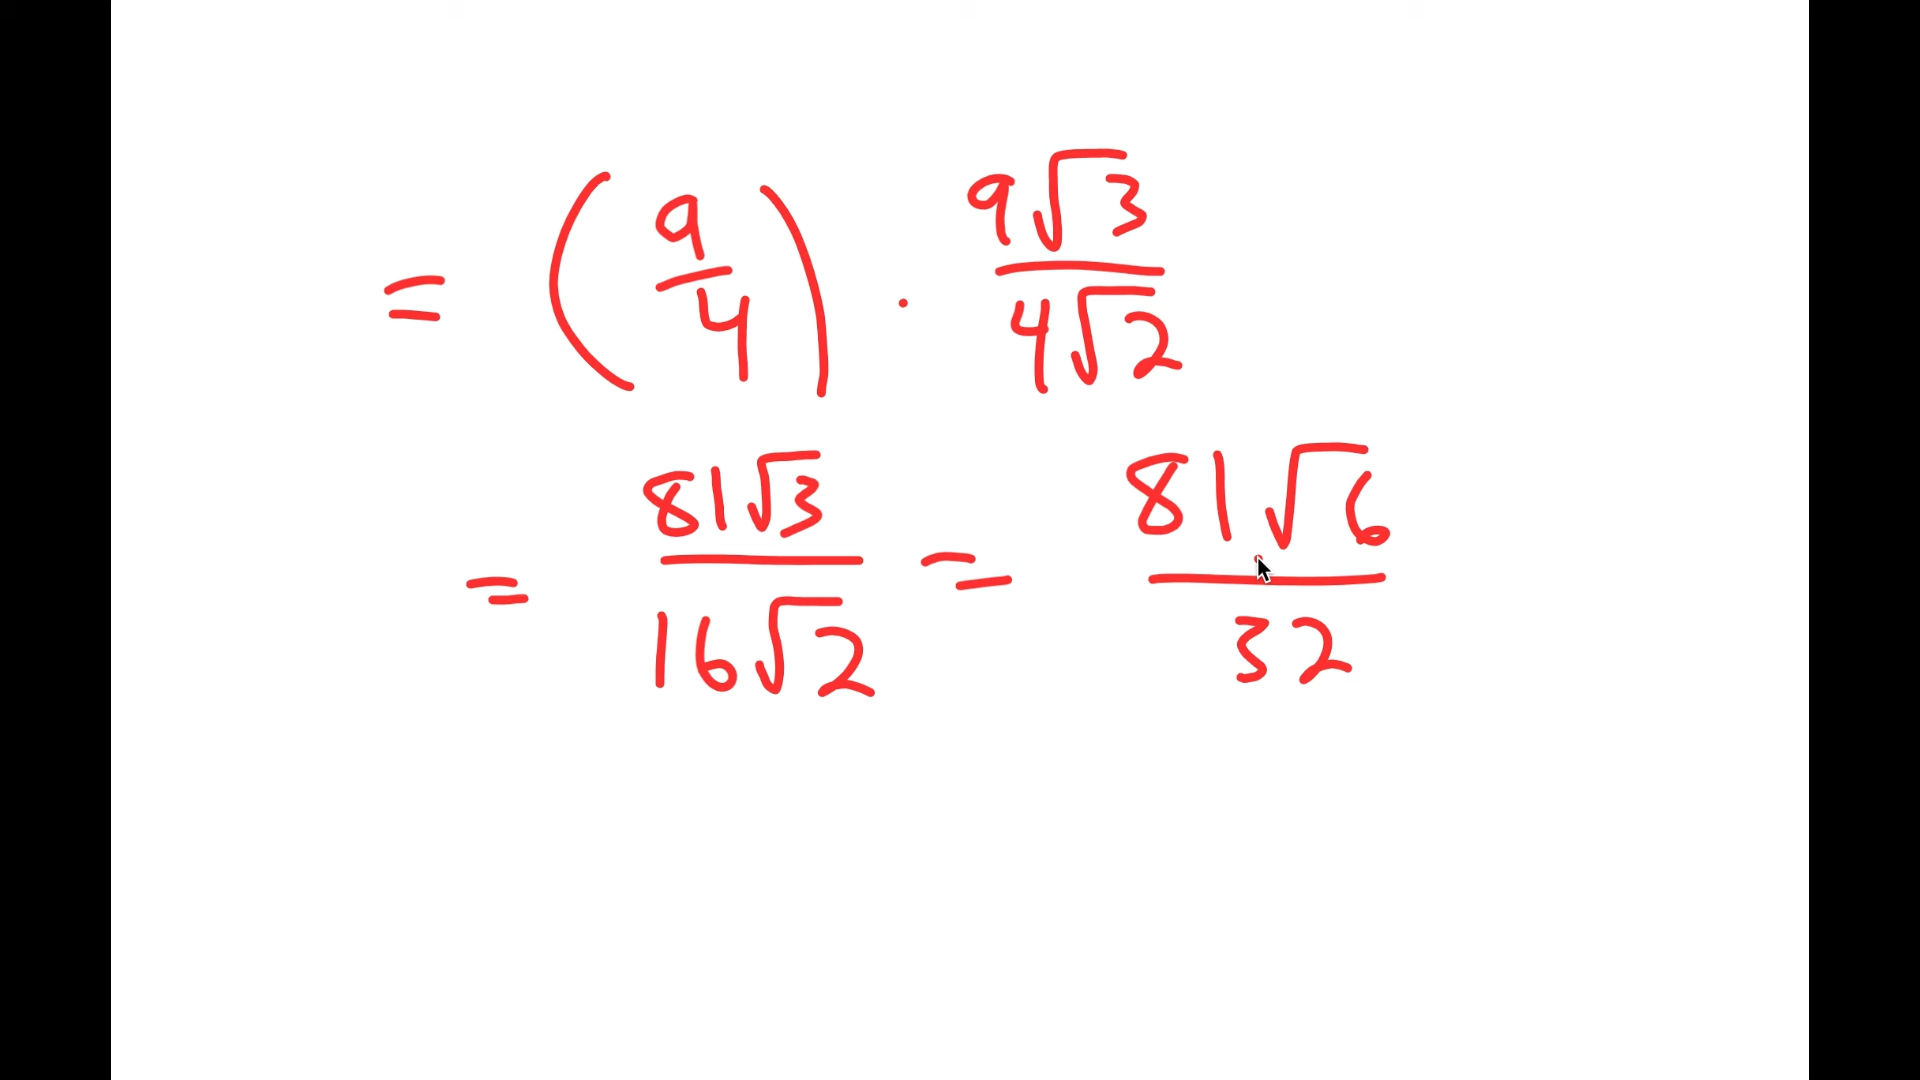 = (9/4) · 9√3/4√2
= 81√3/16√2 = 81√6/32